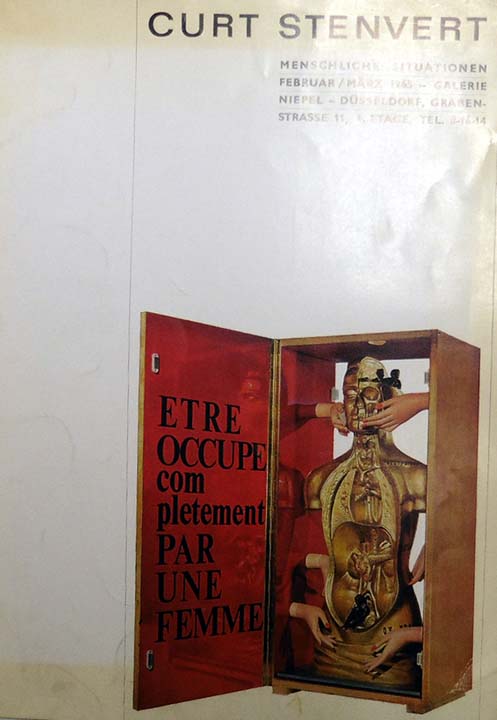 CURT STENVERT
MENSCHLICHE SITUATIONEN
FEBRUAR/MÄRZ 1965 – GALERIE
NIEPEL – DÜSSELDORF, GRABEN-
STRASSE 11, ETAGE, TEL.
ETRE
OCCUPE
com
pletement
PAR
UNE
FEMME